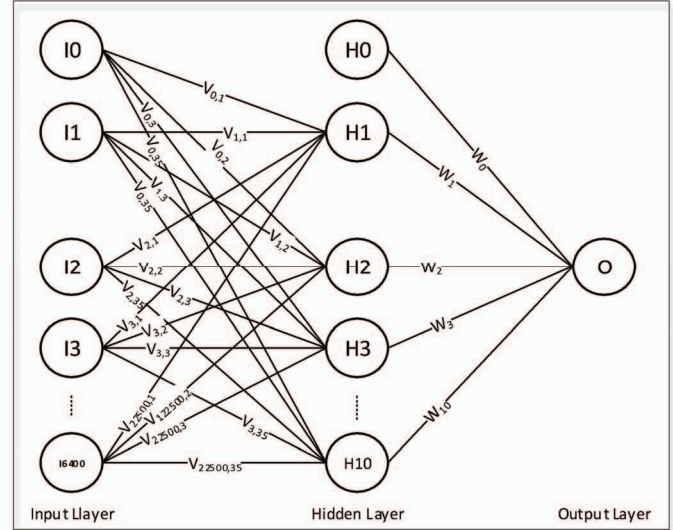 I0
H0
V0,1
V0,3
I1
V1,1
H1
V0,2
V0,35
W0
W1
V1,3
V0,35
V2,1
V1,2
I2
V2,2
H2
W2
O
V2,35
V2,3
V3,1
V3,2
W3
I3
V3,3
H3
V22500,1
V122500,2
V22500,3
V3,35
W10
I6400
V22500,35
H10
Input Llayer
Hidden Layer
Output Layer